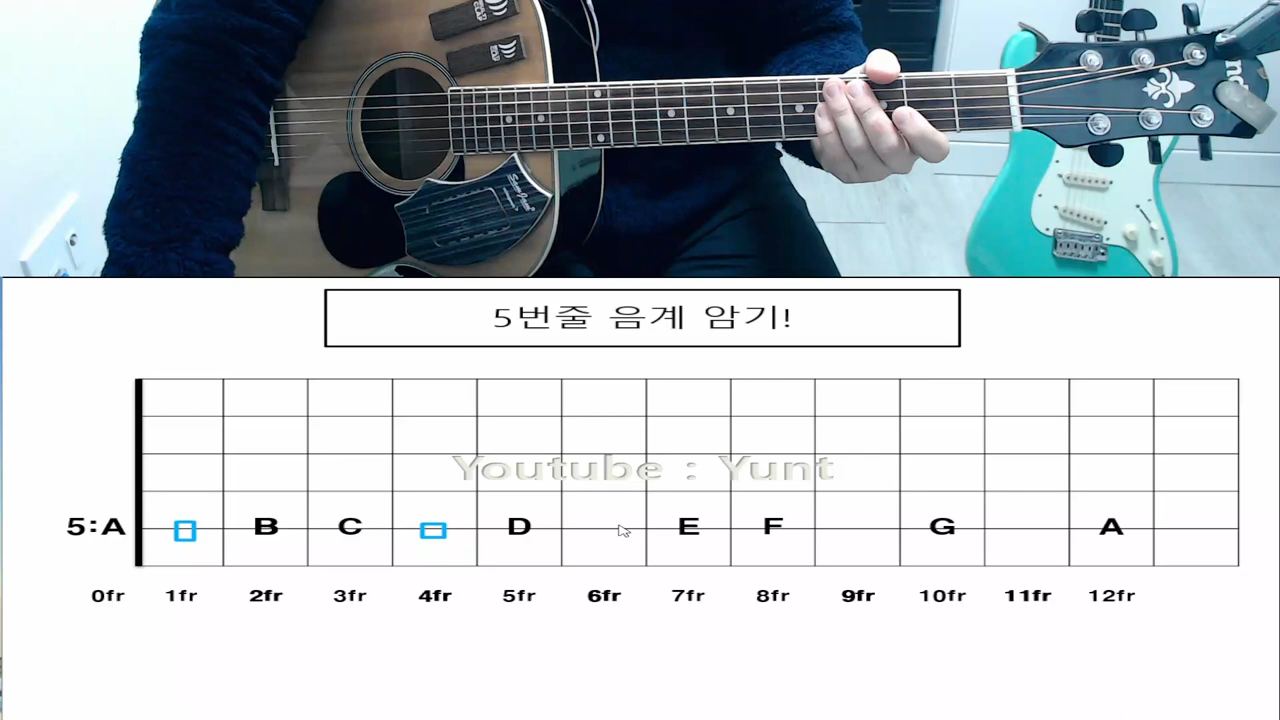 5번줄 음계 암기!
Youtube : Yunt
5:A B C D E F G A
0fr 1fr 2fr 3fr 4fr 5fr 6fr 7fr 8fr 9fr 10fr 11fr 12fr